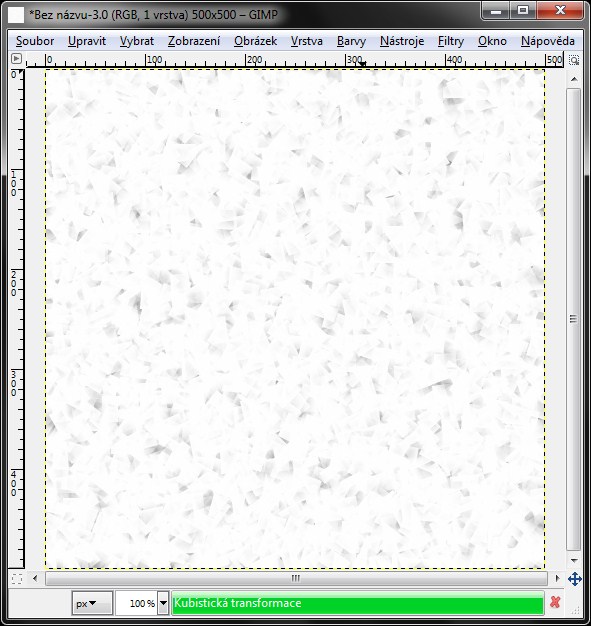 *Bez názvu-3.0 (RGB, 1 vrstva) 500x500 – GIMP
Soubor Upravit Vybrat Zobrazení Obrázek Vrstva Barvy Nástroje Filtry Okno Nápověda
0 100 200 300 400 500
0
100
200
300
400
px 100 % Kubistická transformace